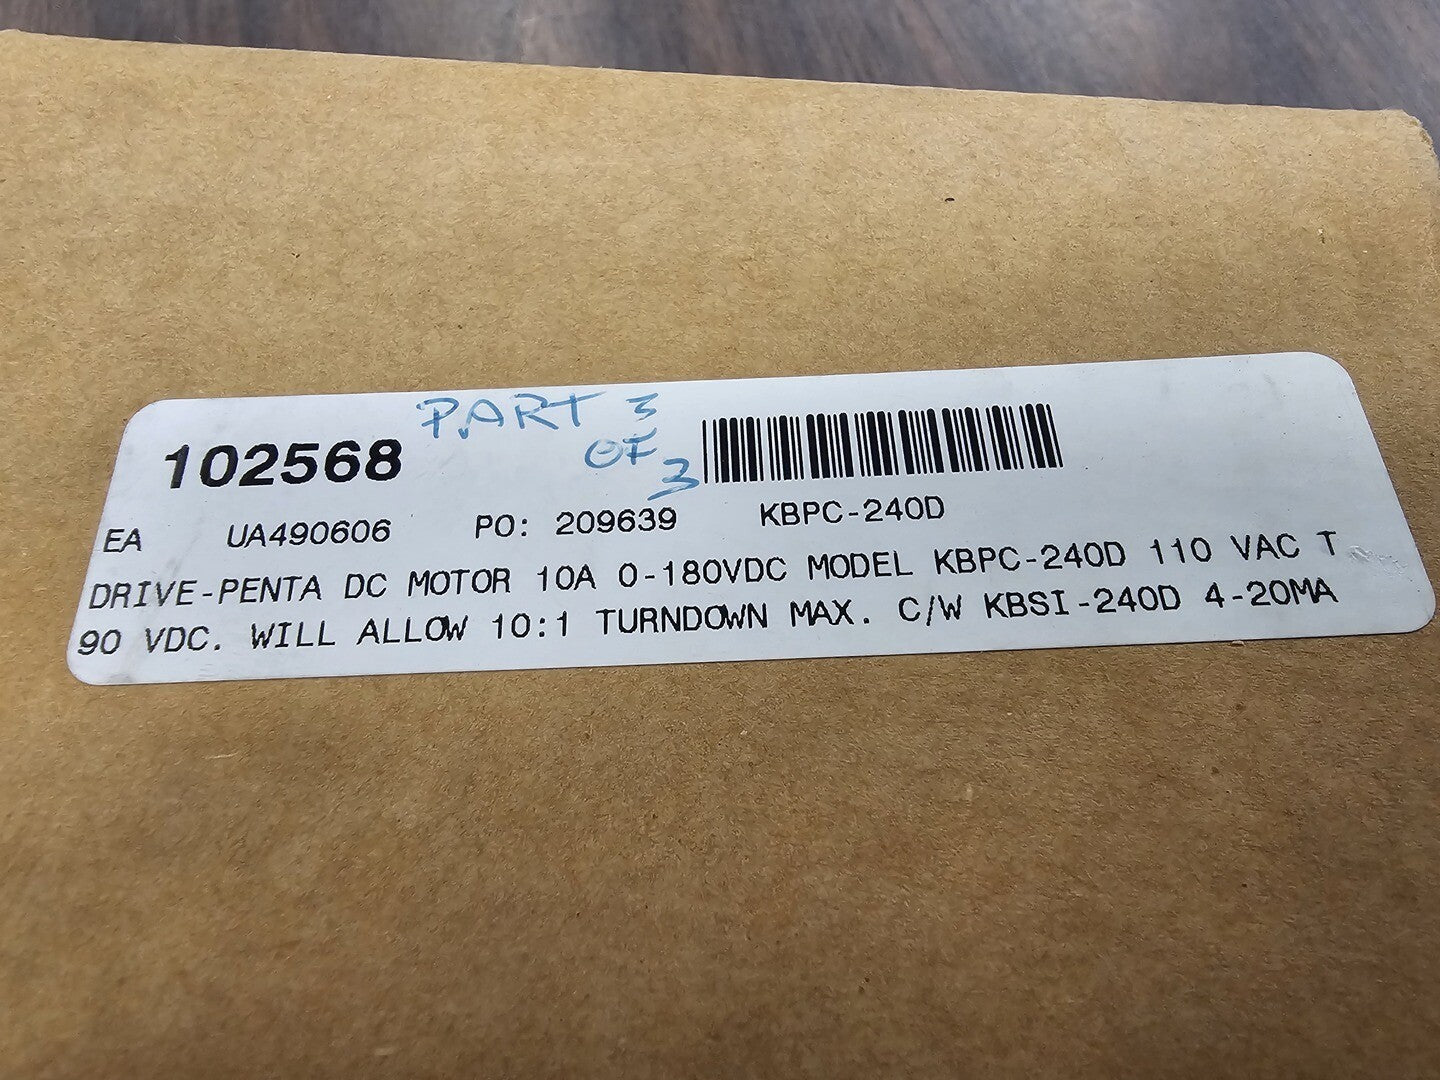 PART 3
OF 3
102568
EA UA490606 PO: 209639 KBPC-240D
DRIVE-PENTA DC MOTOR 10A 0-180VDC MODEL KBPC-240D 110 VAC T
90 VDC. WILL ALLOW 10:1 TURNDOWN MAX. C/W KBSI-240D 4-20MA